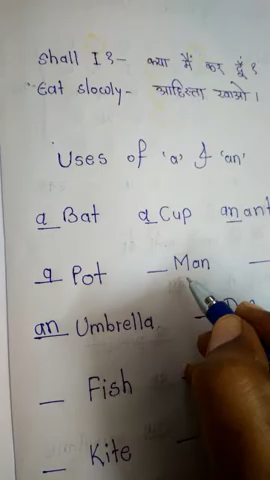 Shall I?- क्या मैं कर दूं?
Eat slowly- आहिस्ता खाओ।
Uses of 'a' & 'an'
a Bat a Cup an ant
a Pot _ Man _
an Umbrella _
_ Fish
_ Kite _